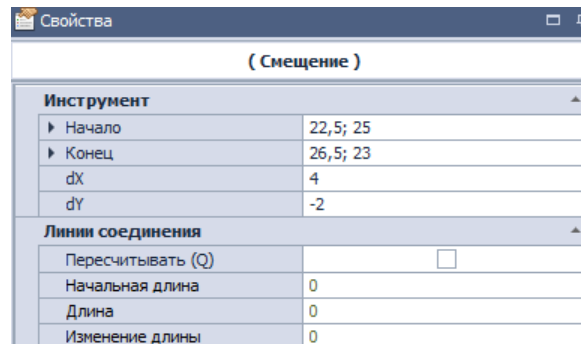 Свойства
( Смещение )
Инструмент
Начало 22,5; 25
Конец 26,5; 23
dX 4
dY -2
Линии соединения
Пересчитывать (Q)
Начальная длина 0
Длина 0
Изменение длины 0